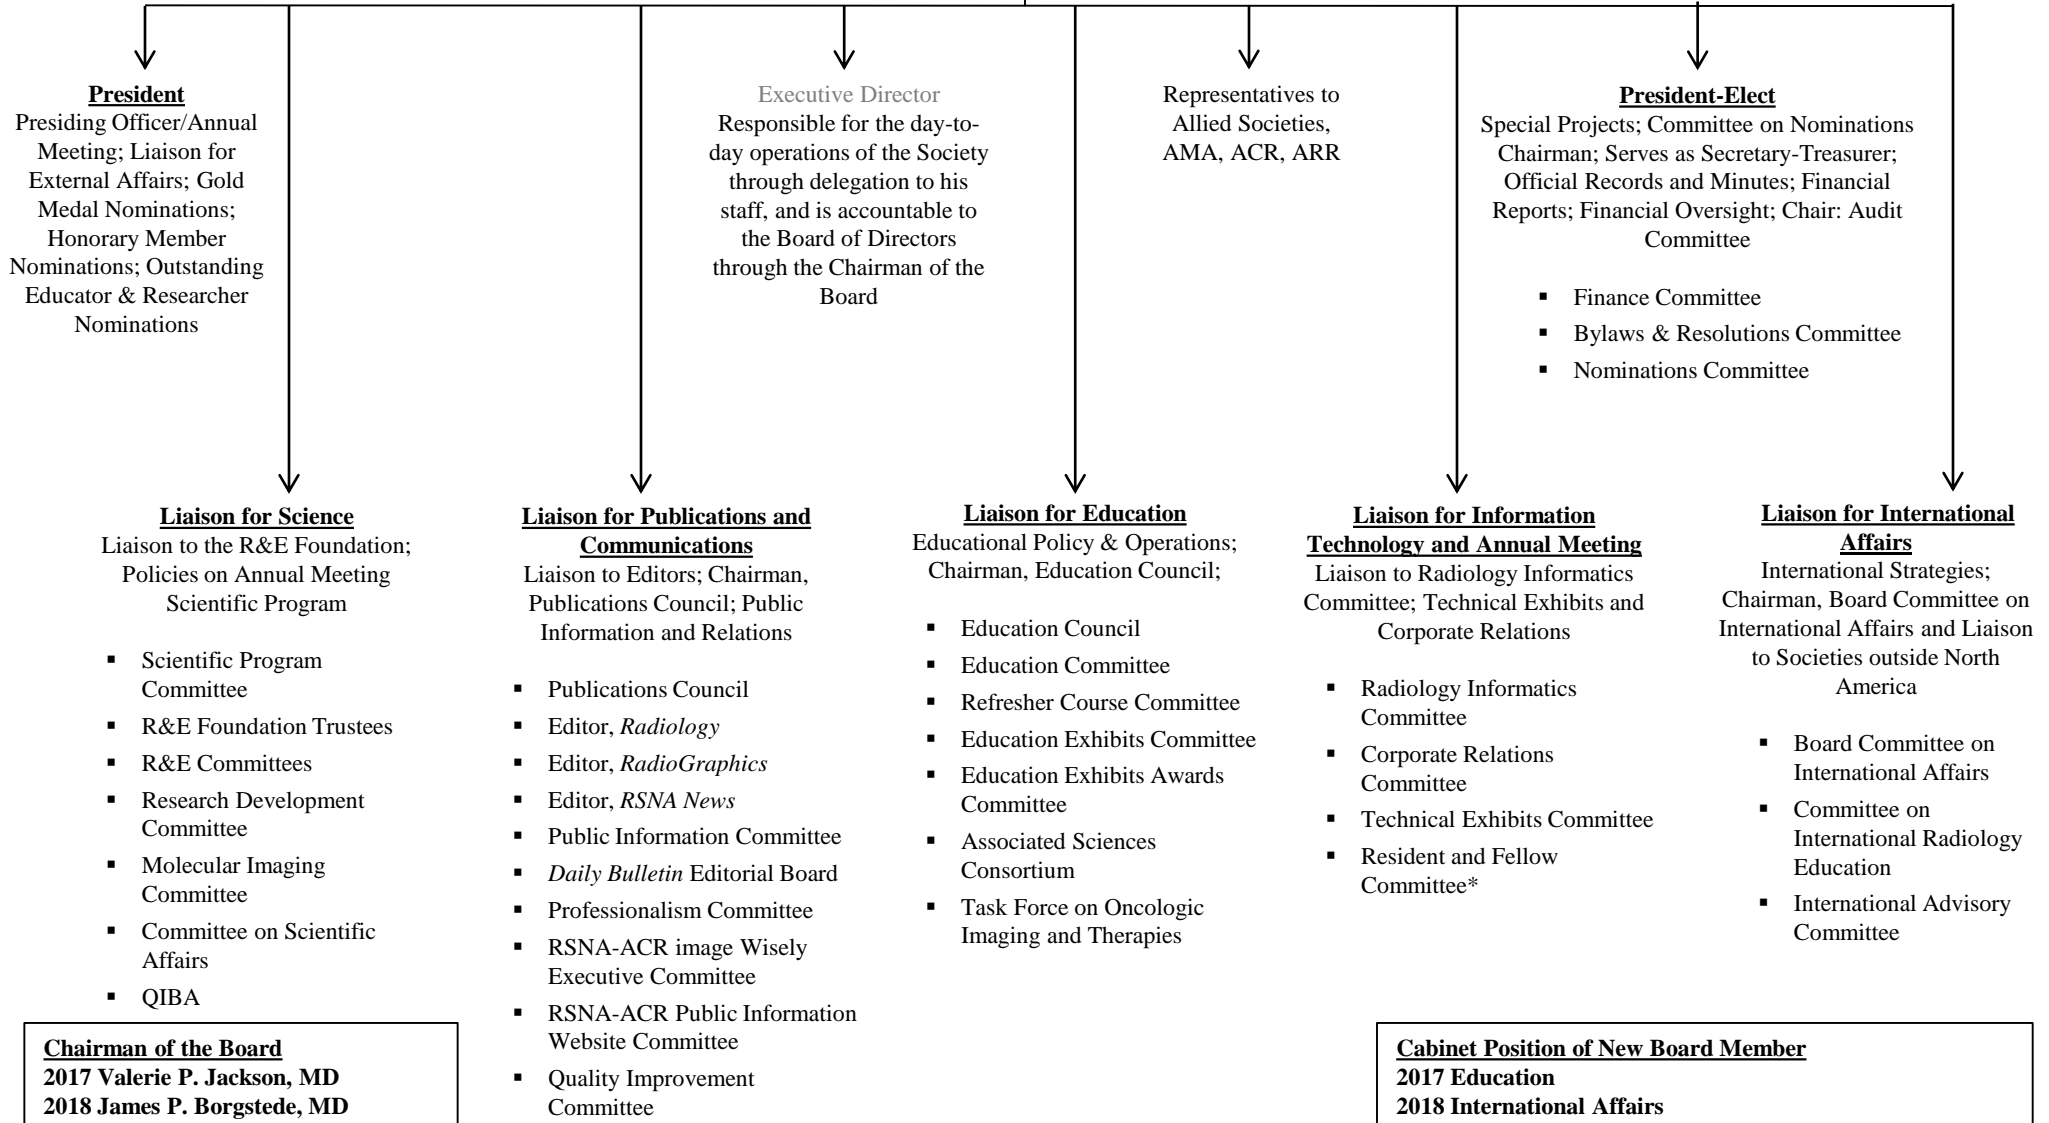 President
Presiding Officer/Annual
Meeting; Liaison for
External Affairs; Gold
Medal Nominations;
Honorary Member
Nominations; Outstanding
Educator & Researcher
Nominations
Executive Director
Responsible for the day-to-
day operations of the Society
through delegation to his
staff, and is accountable to
the Board of Directors
through the Chairman of the
Board
Representatives to
Allied Societies,
AMA, ACR, ARR
President-Elect
Special Projects; Committee on Nominations
Chairman; Serves as Secretary-Treasurer;
Official Records and Minutes; Financial
Reports; Financial Oversight; Chair: Audit
Committee
▪ Finance Committee
▪ Bylaws & Resolutions Committee
▪ Nominations Committee
Liaison for Science
Liaison to the R&E Foundation;
Policies on Annual Meeting
Scientific Program
▪ Scientific Program
Committee
▪ R&E Foundation Trustees
▪ R&E Committees
▪ Research Development
Committee
▪ Molecular Imaging
Committee
▪ Committee on Scientific
Affairs
▪ QIBA
Liaison for Publications and
Communications
Liaison to Editors; Chairman,
Publications Council; Public
Information and Relations
▪ Publications Council
▪ Editor, Radiology
▪ Editor, RadioGraphics
▪ Editor, RSNA News
▪ Public Information Committee
▪ Daily Bulletin Editorial Board
▪ Professionalism Committee
▪ RSNA-ACR image Wisely
Executive Committee
▪ RSNA-ACR Public Information
Website Committee
▪ Quality Improvement
Committee
Liaison for Education
Educational Policy & Operations;
Chairman, Education Council;
▪ Education Council
▪ Education Committee
▪ Refresher Course Committee
▪ Education Exhibits Committee
▪ Education Exhibits Awards
Committee
▪ Associated Sciences
Consortium
▪ Task Force on Oncologic
Imaging and Therapies
Liaison for Information
Technology and Annual Meeting
Liaison to Radiology Informatics
Committee; Technical Exhibits and
Corporate Relations
▪ Radiology Informatics
Committee
▪ Corporate Relations
Committee
▪ Technical Exhibits Committee
▪ Resident and Fellow
Committee*
Liaison for International
Affairs
International Strategies;
Chairman, Board Committee on
International Affairs and Liaison
to Societies outside North
America
▪ Board Committee on
International Affairs
▪ Committee on
International Radiology
Education
▪ International Advisory
Committee
Chairman of the Board
2017 Valerie P. Jackson, MD
2018 James P. Borgstede, MD
Cabinet Position of New Board Member
2017 Education
2018 International Affairs